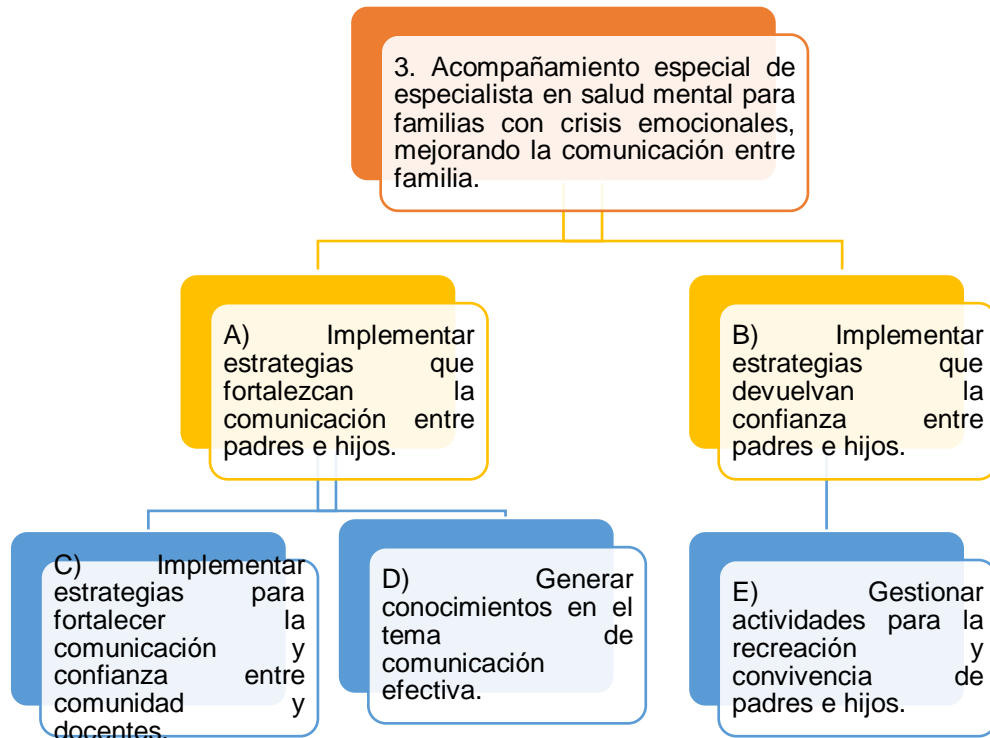 3. Acompañamiento especial de
especialista en salud mental para
familias con crisis emocionales,
mejorando la comunicación entre
familia.
A) Implementar
estrategias que
fortalezcan la
comunicación entre
padres e hijos.
B) Implementar
estrategias que
devuelvan la
confianza entre
padres e hijos.
C) Implementar
estrategias para
fortalecer la
comunicación y
confianza entre
comunidad y
docentes.
D) Generar
conocimientos en el
tema de
comunicación
efectiva.
E) Gestionar
actividades para la
recreación y
convivencia de
padres e hijos.